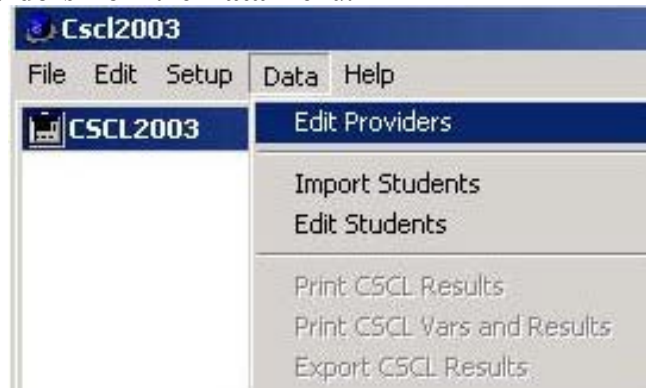 Cscl2003
File Edit Setup Data Help
CSCL2003
Edit Providers
Import Students
Edit Students
Print CSCL Results
Print CSCL Vars and Results
Export CSCL Results